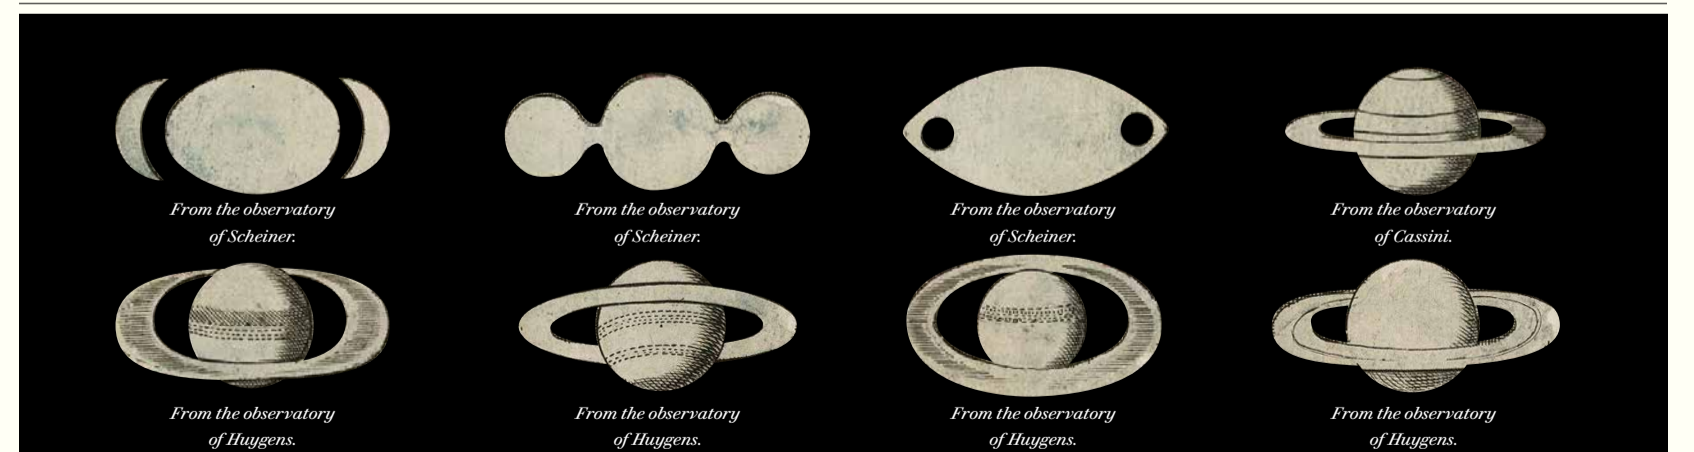 From the observatory
of Scheiner.
From the observatory
of Scheiner.
From the observatory
of Scheiner.
From the observatory
of Cassini.
From the observatory
of Huygens.
From the observatory
of Huygens.
From the observatory
of Huygens.
From the observatory
of Huygens.